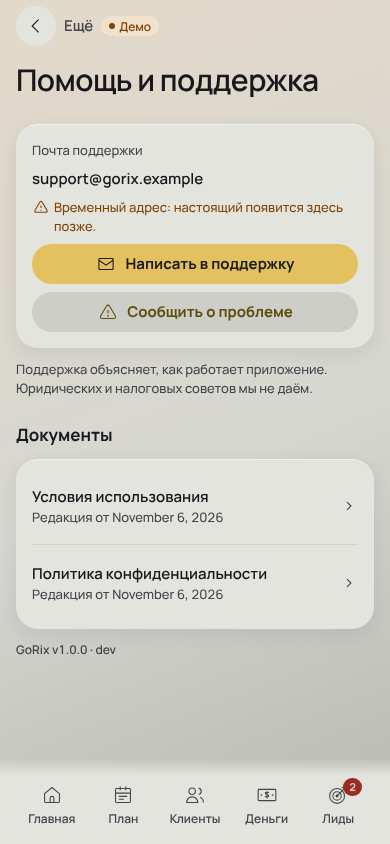 Ещё
Демо
Помощь и поддержка
Почта поддержки
support@gorix.example
Временный адрес: настоящий появится здесь
позже.
Написать в поддержку
Сообщить о проблеме
Поддержка объясняет, как работает приложение.
Юридических и налоговых советов мы не даём.
Документы
Условия использования
Редакция от November 6, 2026
Политика конфиденциальности
Редакция от November 6, 2026
GoRix v1.0.0 · dev
2
Главная
План
Клиенты
Деньги
Лиды